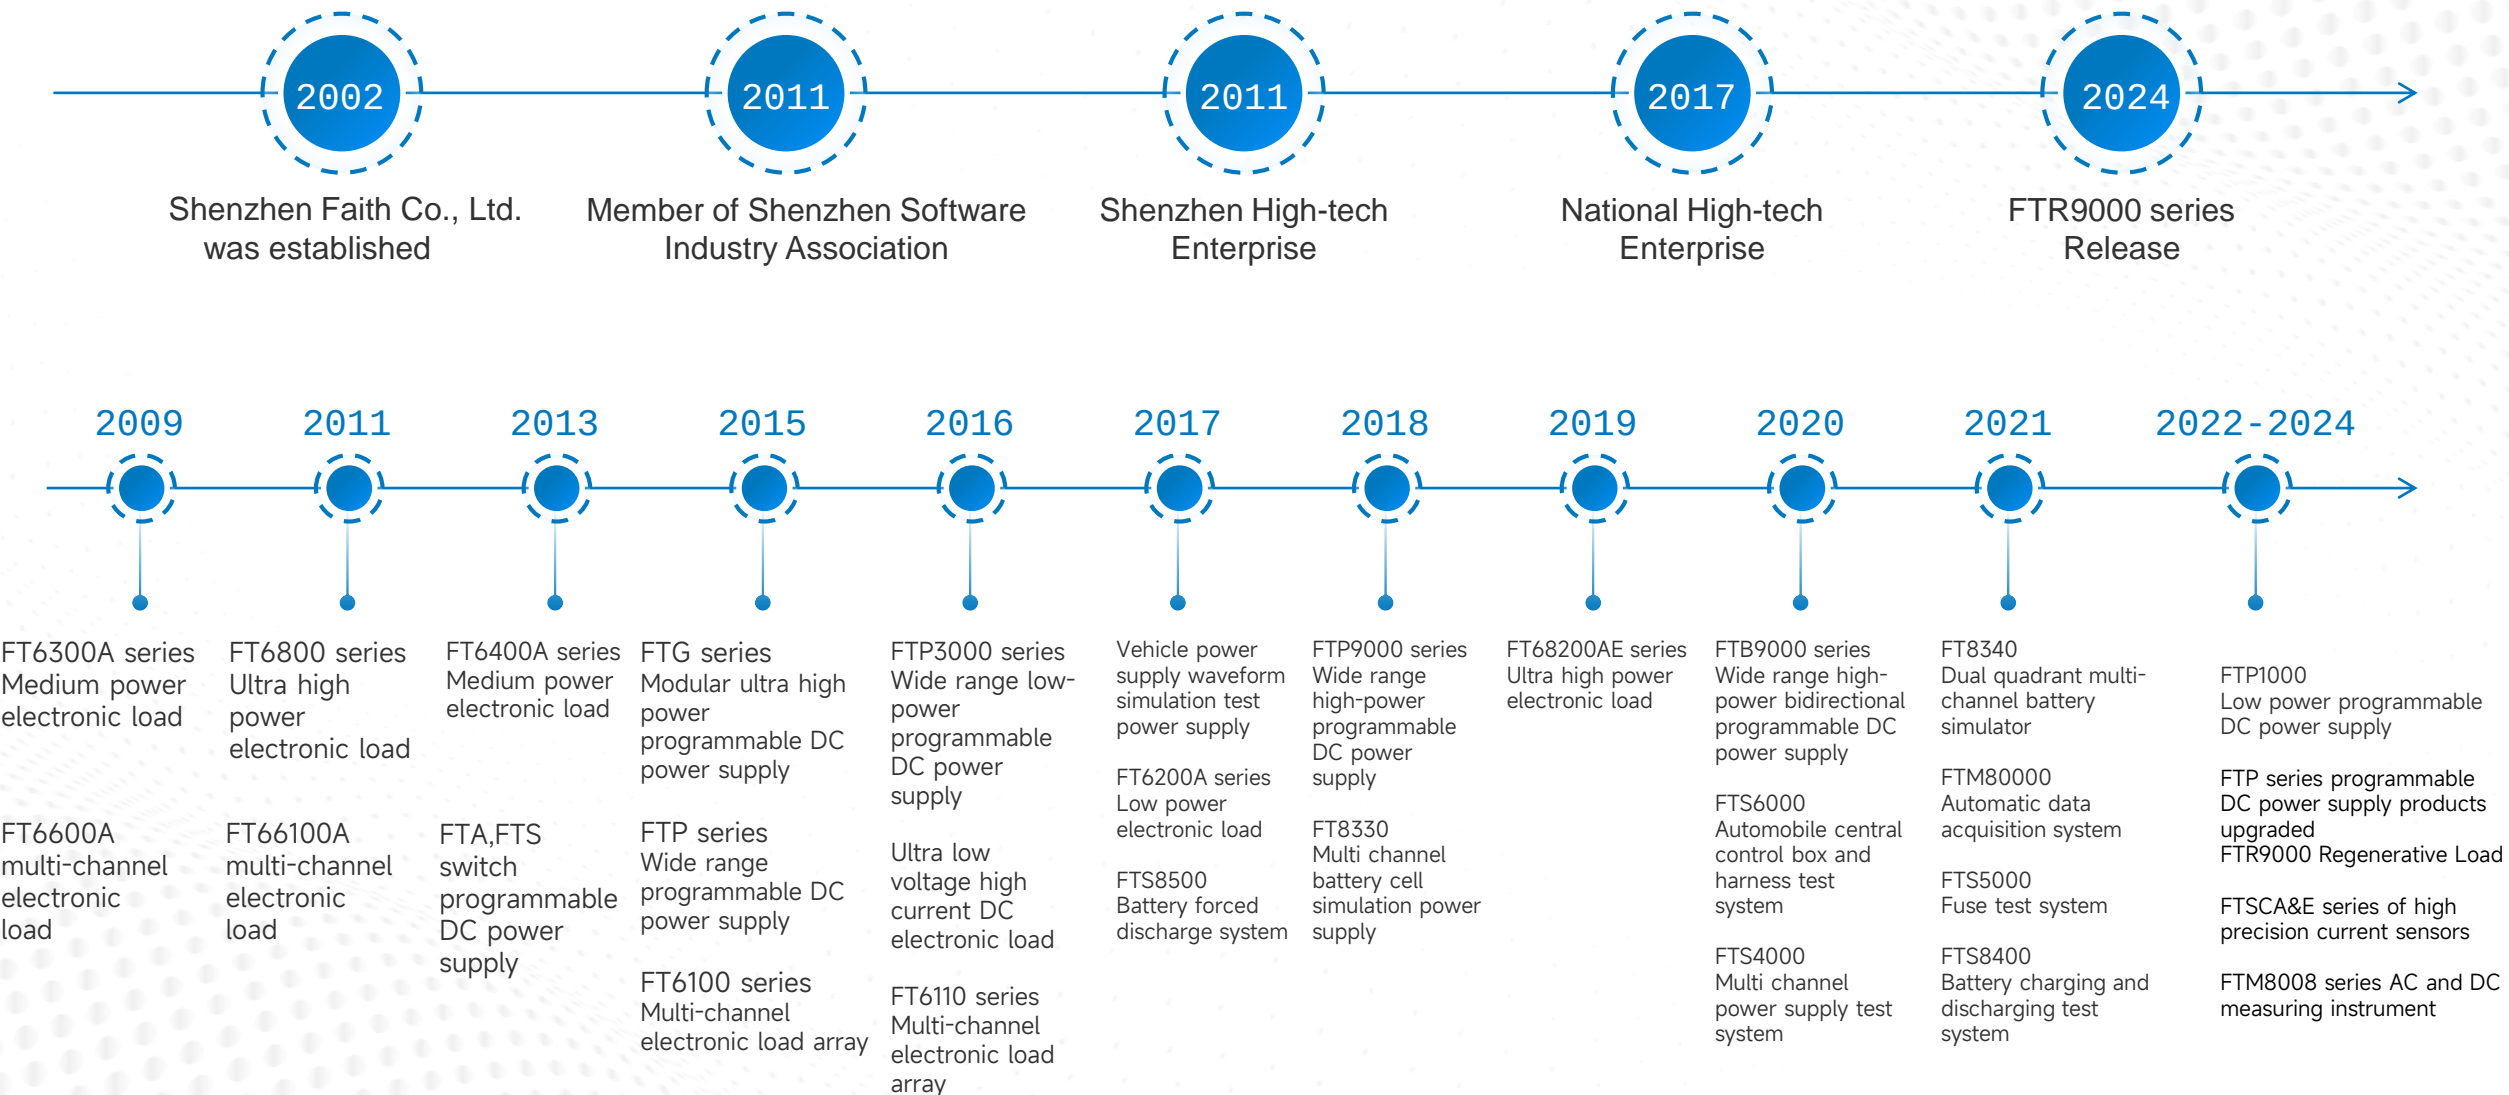 2002
2011
2011
2017
2024
Shenzhen Faith Co., Ltd.
was established
Member of Shenzhen Software
Industry Association
Shenzhen High-tech
Enterprise
National High-tech
Enterprise
FTR9000 series
Release
2009
2011
2013
2015
2016
2017
2018
2019
2020
2021
2022-2024
FT6300A series
Medium power
electronic load
FT6600A
multi-channel
electronic
load
FT6800 series
Ultra high
power
electronic load
FT66100A
multi-channel
electronic
load
FT6400A series
Medium power
electronic load
FTA,FTS
switch
programmable
DC power
supply
FTG series
Modular ultra high
power
programmable DC
power supply
FTP series
Wide range
programmable DC
power supply
FT6100 series
Multi-channel
electronic load array
FTP3000 series
Wide range low-
power
programmable
DC power
supply
Ultra low
voltage high
current DC
electronic load
FT6110 series
Multi-channel
electronic load
array
Vehicle power
supply waveform
simulation test
power supply
FT6200A series
Low power
electronic load
FTS8500
Battery forced
discharge system
FTP9000 series
Wide range
high-power
programmable
DC power
supply
FT8330
Multi channel
battery cell
simulation power
supply
FT68200AE series
Ultra high power
electronic load
FTB9000 series
Wide range high-
power bidirectional
programmable DC
power supply
FTS6000
Automobile central
control box and
harness test
system
FTS4000
Multi channel
power supply test
system
FT8340
Dual quadrant multi-
channel battery
simulator
FTM80000
Automatic data
acquisition system
FTS5000
Fuse test system
FTS8400
Battery charging and
discharging test
system
FTP1000
Low power programmable
DC power supply
FTP series programmable
DC power supply products
upgraded
FTR9000 Regenerative Load
FTSCA&E series of high
precision current sensors
FTM8008 series AC and DC
measuring instrument